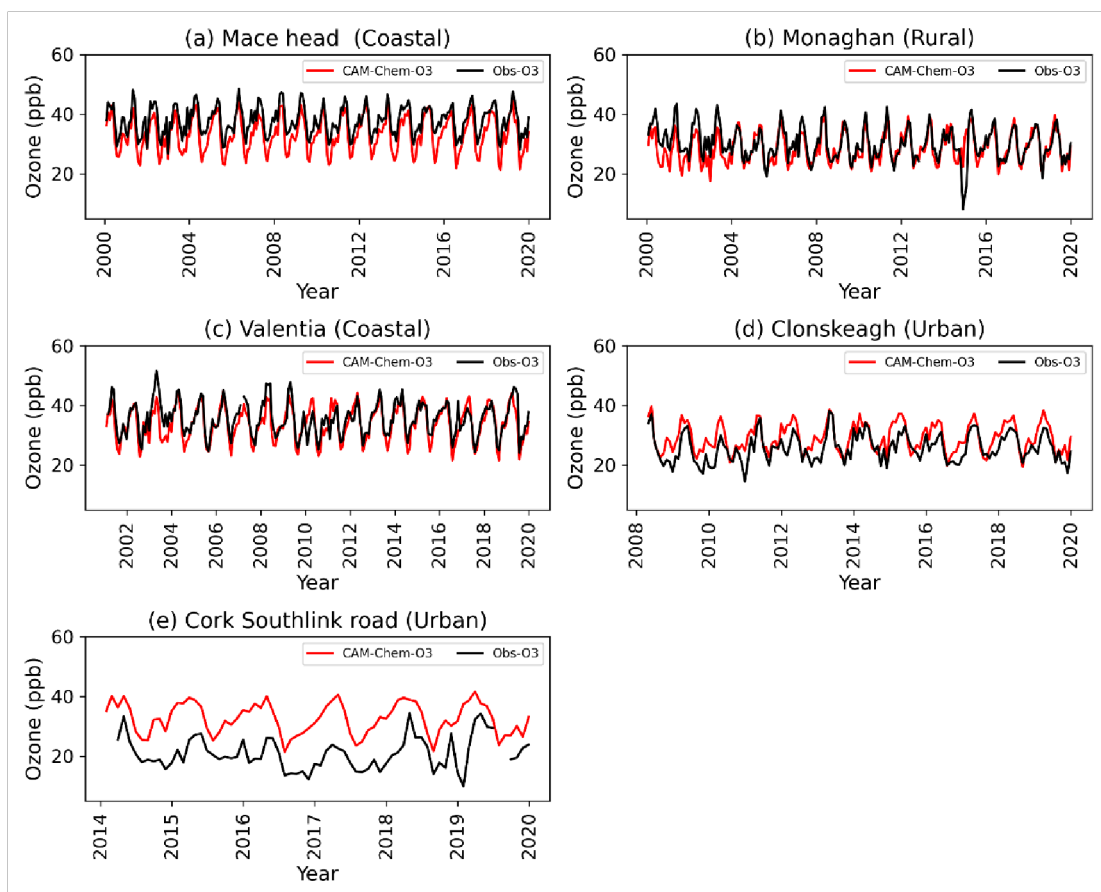 (a) Mace head (Coastal)
CAM-Chem-O3 Obs-O3
Ozone (ppb)
60
40
20
2000 2004 2008 2012 2016 2020
Year
(b) Monaghan (Rural)
CAM-Chem-O3 Obs-O3
Ozone (ppb)
60
40
20
2000 2004 2008 2012 2016 2020
Year
(c) Valentia (Coastal)
CAM-Chem-O3 Obs-O3
Ozone (ppb)
60
40
20
2002 2004 2006 2008 2010 2012 2014 2016 2018 2020
Year
(d) Clonskeagh (Urban)
CAM-Chem-O3 Obs-O3
Ozone (ppb)
60
40
20
2008 2010 2012 2014 2016 2018 2020
Year
(e) Cork Southlink road (Urban)
CAM-Chem-O3 Obs-O3
Ozone (ppb)
60
40
20
2014 2015 2016 2017 2018 2019 2020
Year